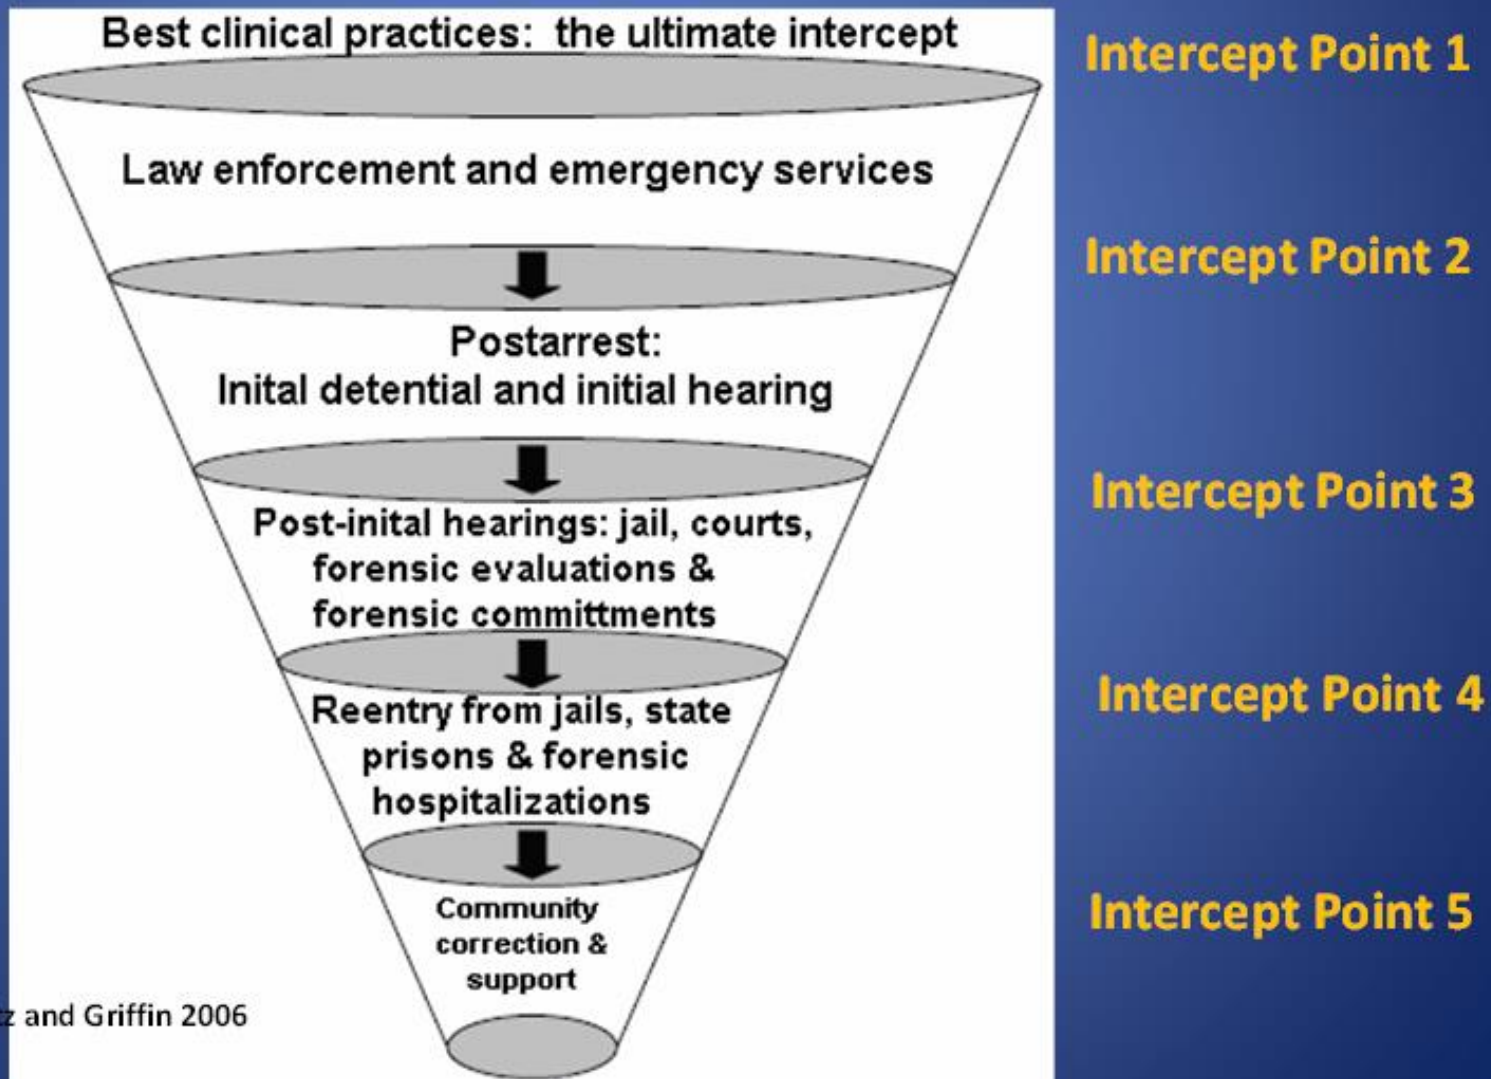 Best clinical practices: the ultimate intercept
Intercept Point 1
Law enforcement and emergency services
Intercept Point 2
Postarrest:
Inital detential and initial hearing
Intercept Point 3
Post-inital hearings: jail, courts,
forensic evaluations &
forensic committments
Intercept Point 4
Reentry from jails, state
prisons & forensic
hospitalizations
Intercept Point 5
Community
correction &
support
and Griffin 2006